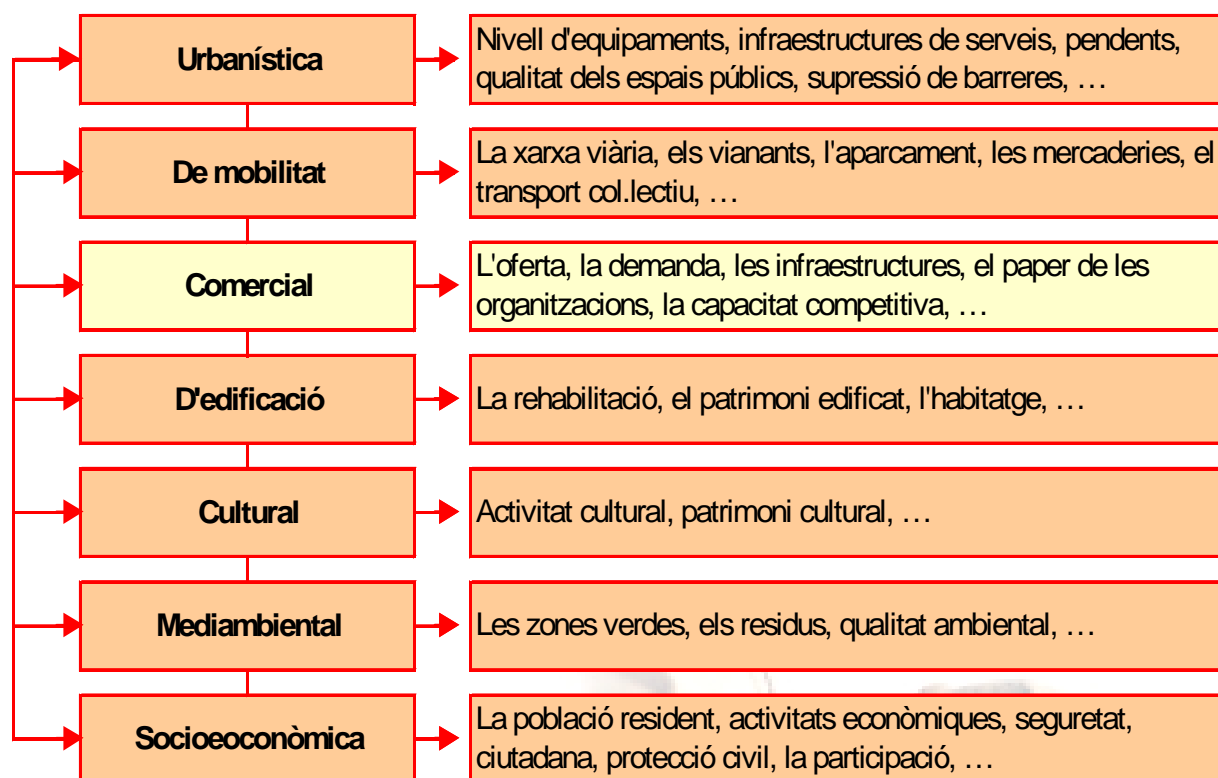 Urbanística
Nivell d'equipaments, infraestructures de serveis, pendents,
qualitat dels espais públics, supressió de barreres, …
De mobilitat
La xarxa viària, els vianants, l'aparcament, les mercaderies, el
transport col.lectiu, …
Comercial
L'oferta, la demanda, les infraestructures, el paper de les
organitzacions, la capacitat competitiva, …
D'edificació
La rehabilitació, el patrimoni edificat, l'habitatge, …
Cultural
Activitat cultural, patrimoni cultural, …
Mediambiental
Les zones verdes, els residus, qualitat ambiental, …
Socioeoconòmica
La població resident, activitats econòmiques, seguretat,
ciutadana, protecció civil, la participació, …